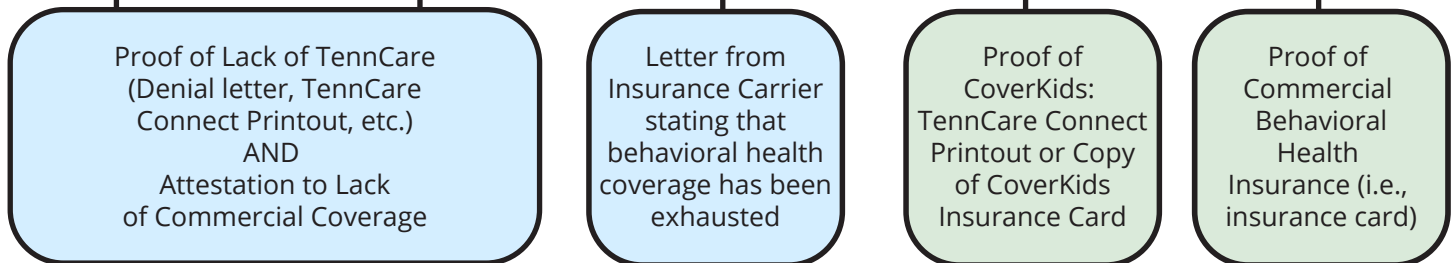 Proof of Lack of TennCare
(Denial letter, TennCare
Connect Printout, etc.)
AND
Attestation to Lack
of Commercial Coverage
Letter from
Insurance Carrier
stating that
behavioral health
coverage has been
exhausted
Proof of
CoverKids:
TennCare Connect
Printout or Copy
of CoverKids
Insurance Card
Proof of
Commercial
Behavioral
Health
Insurance (i.e.,
insurance card)